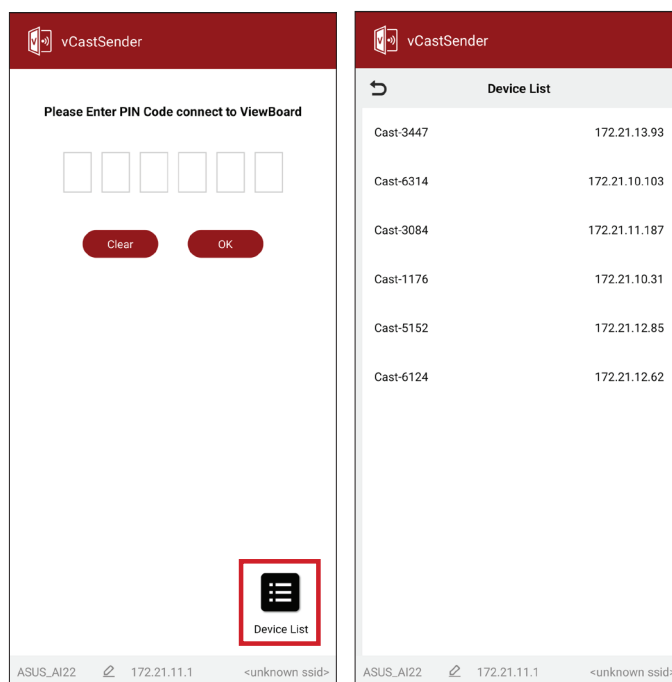 vCastSender
Please Enter PIN Code connect to ViewBoard
Clear
OK
Device List
ASUS_AI22 172.21.11.1 <unknown ssid>
vCastSender
Device List
Cast-3447 172.21.13.93
Cast-6314 172.21.10.103
Cast-3084 172.21.11.187
Cast-1176 172.21.10.31
Cast-5152 172.21.12.85
Cast-6124 172.21.12.62
ASUS_AI22 172.21.11.1 <unknown ssid>